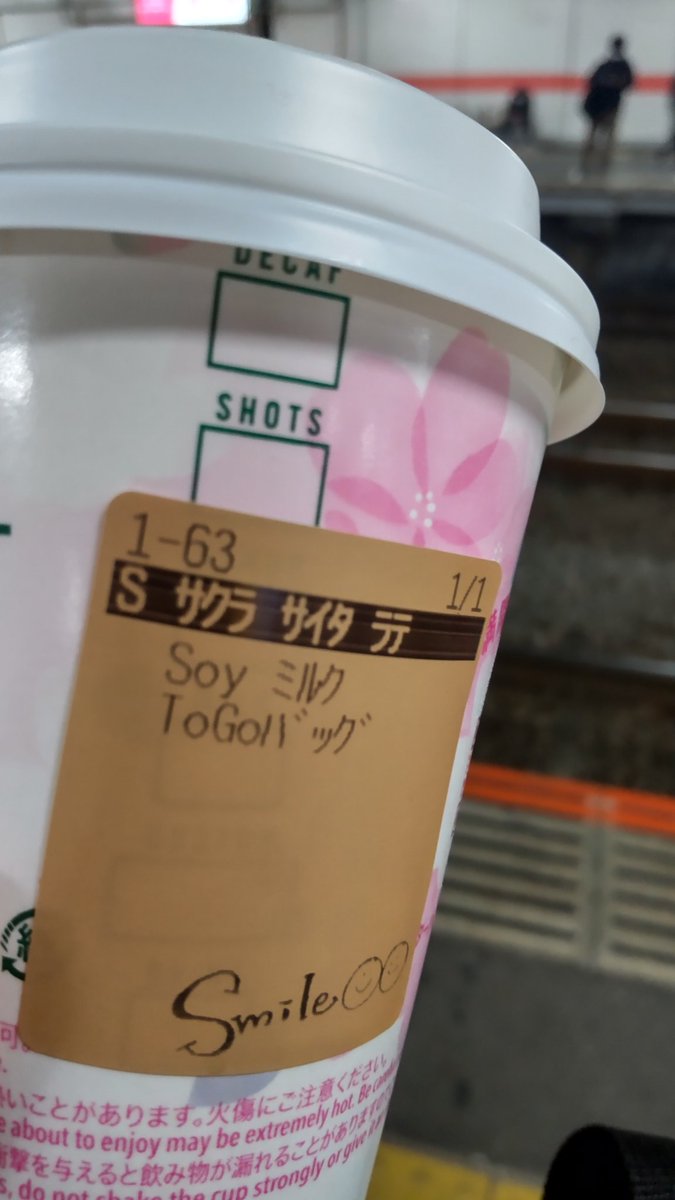 DECAF
SHOTS
1-63
1/1
S サクラ サイタ ラテ
Soy ミルク
ToGoバッグ
Smile
いことがあります。火傷にご注意ください。
about to enjoy may be extremely hot. Be
衝撃を与えると飲み物が漏れることがあります
do not shake the cup strongly or give it